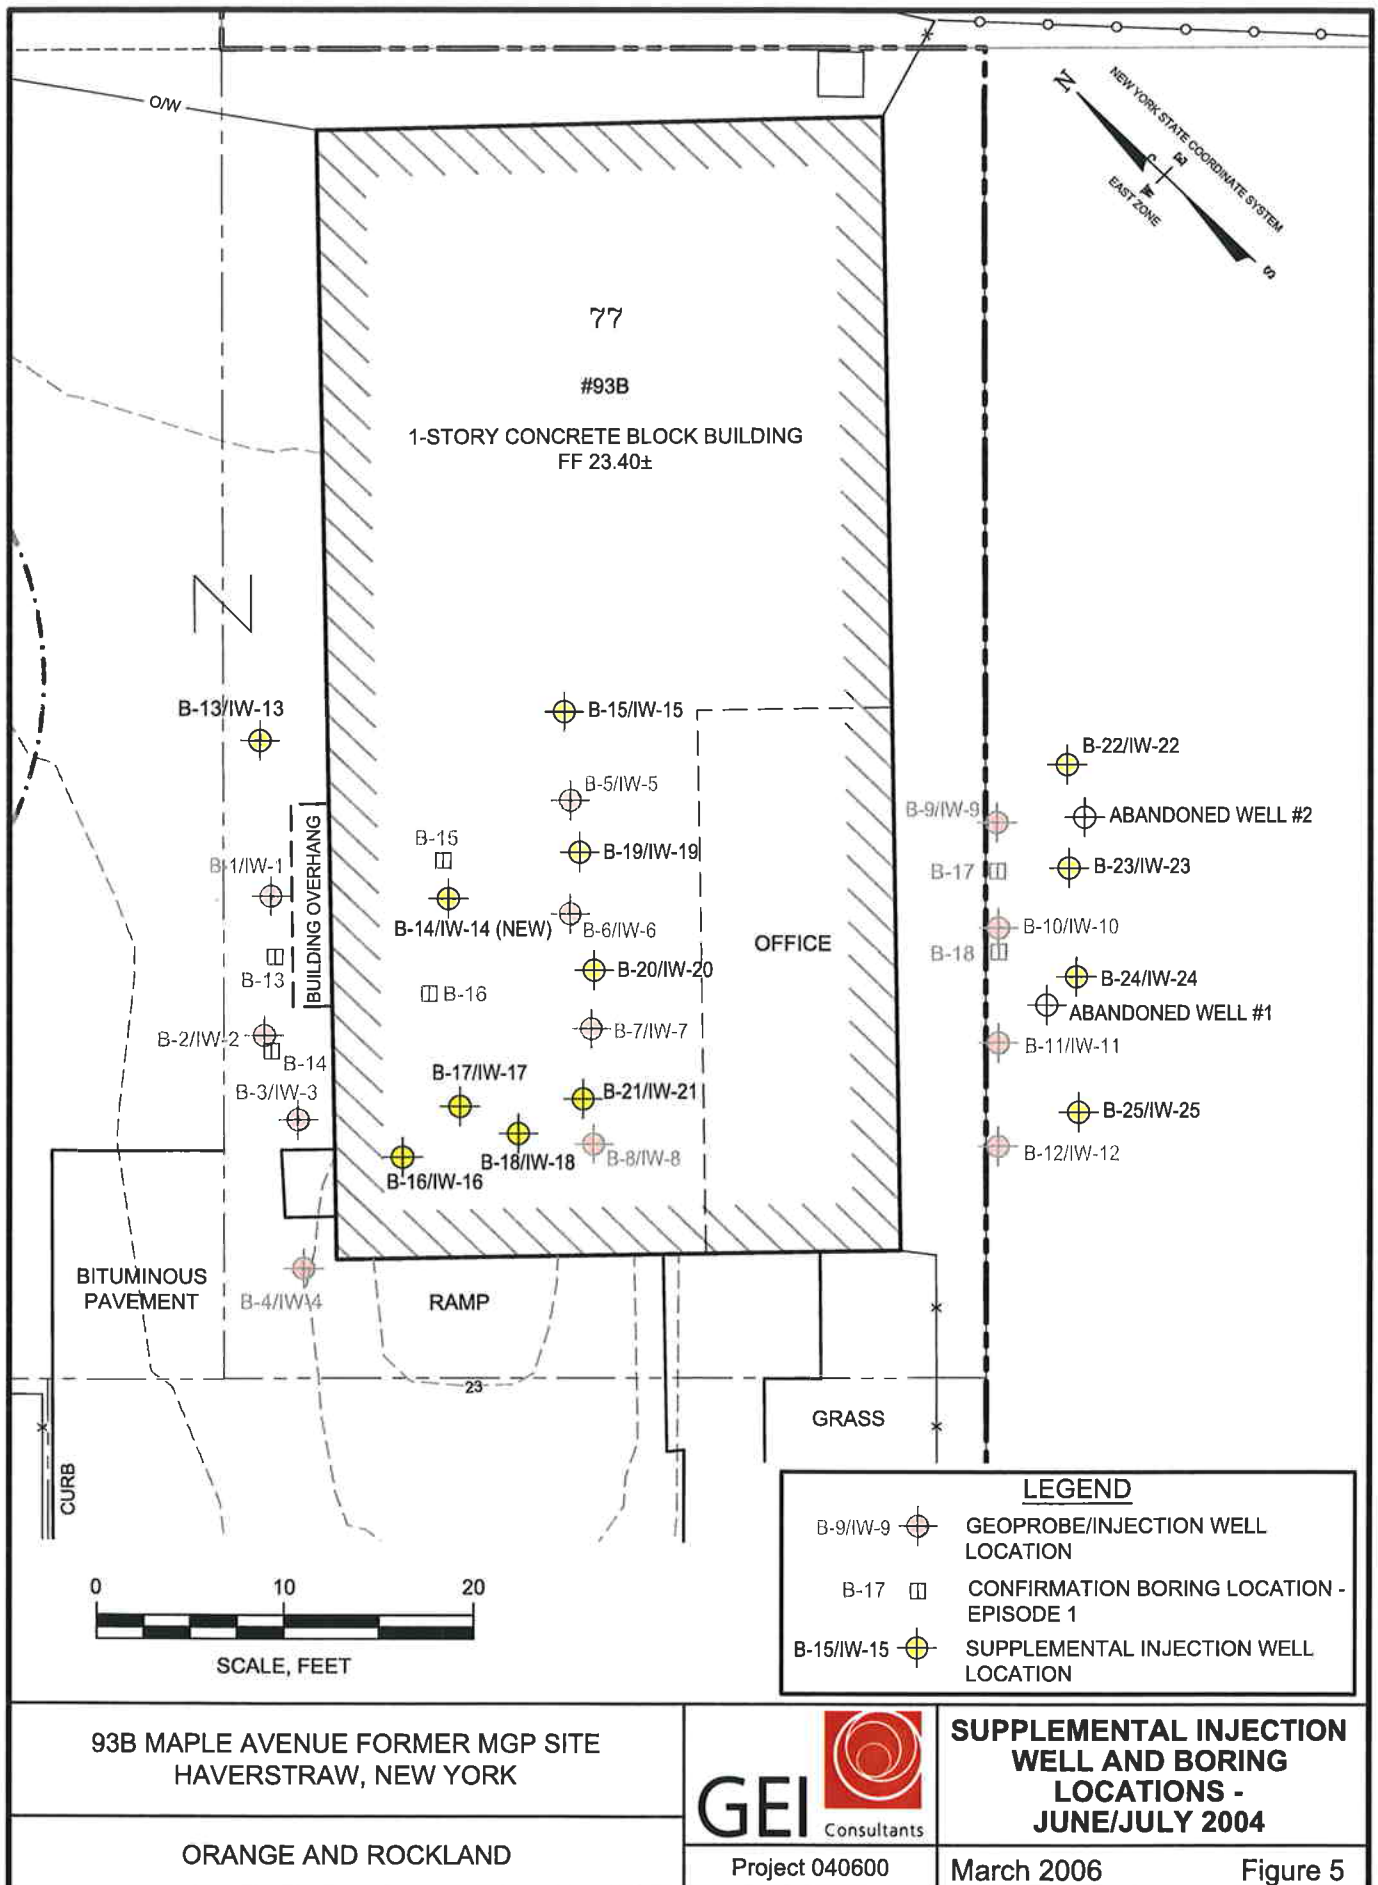 O/W
N
NEW YORK STATE COORDINATE SYSTEM
E
W
EAST ZONE
S
77
#93B
1-STORY CONCRETE BLOCK BUILDING
FF 23.40±
B-13/IW-13
B-15/IW-15
B-22/IW-22
B-5/IW-5
B-9/IW-9
ABANDONED WELL #2
BUILDING OVERHANG
B-15
B-19/IW-19
B-1/IW-1
B-17
B-23/IW-23
B-14/IW-14 (NEW)
B-6/IW-6
B-10/IW-10
OFFICE
B-18
B-13
B-20/IW-20
B-24/IW-24
B-16
ABANDONED WELL #1
B-2/IW-2
B-7/IW-7
B-11/IW-11
B-14
B-17/IW-17
B-3/IW-3
B-21/IW-21
B-25/IW-25
B-18/IW-18
B-8/IW-8
B-12/IW-12
B-16/IW-16
BITUMINOUS
PAVEMENT
B-4/IW-4
RAMP
23
GRASS
CURB
LEGEND
B-9/IW-9 GEOPROBE/INJECTION WELL
LOCATION
B-17 CONFIRMATION BORING LOCATION -
EPISODE 1
B-15/IW-15 SUPPLEMENTAL INJECTION WELL
LOCATION
0 10 20
SCALE, FEET
93B MAPLE AVENUE FORMER MGP SITE
HAVERSTRAW, NEW YORK
ORANGE AND ROCKLAND
GEI
Consultants
Project 040600
SUPPLEMENTAL INJECTION
WELL AND BORING
LOCATIONS -
JUNE/JULY 2004
March 2006 Figure 5